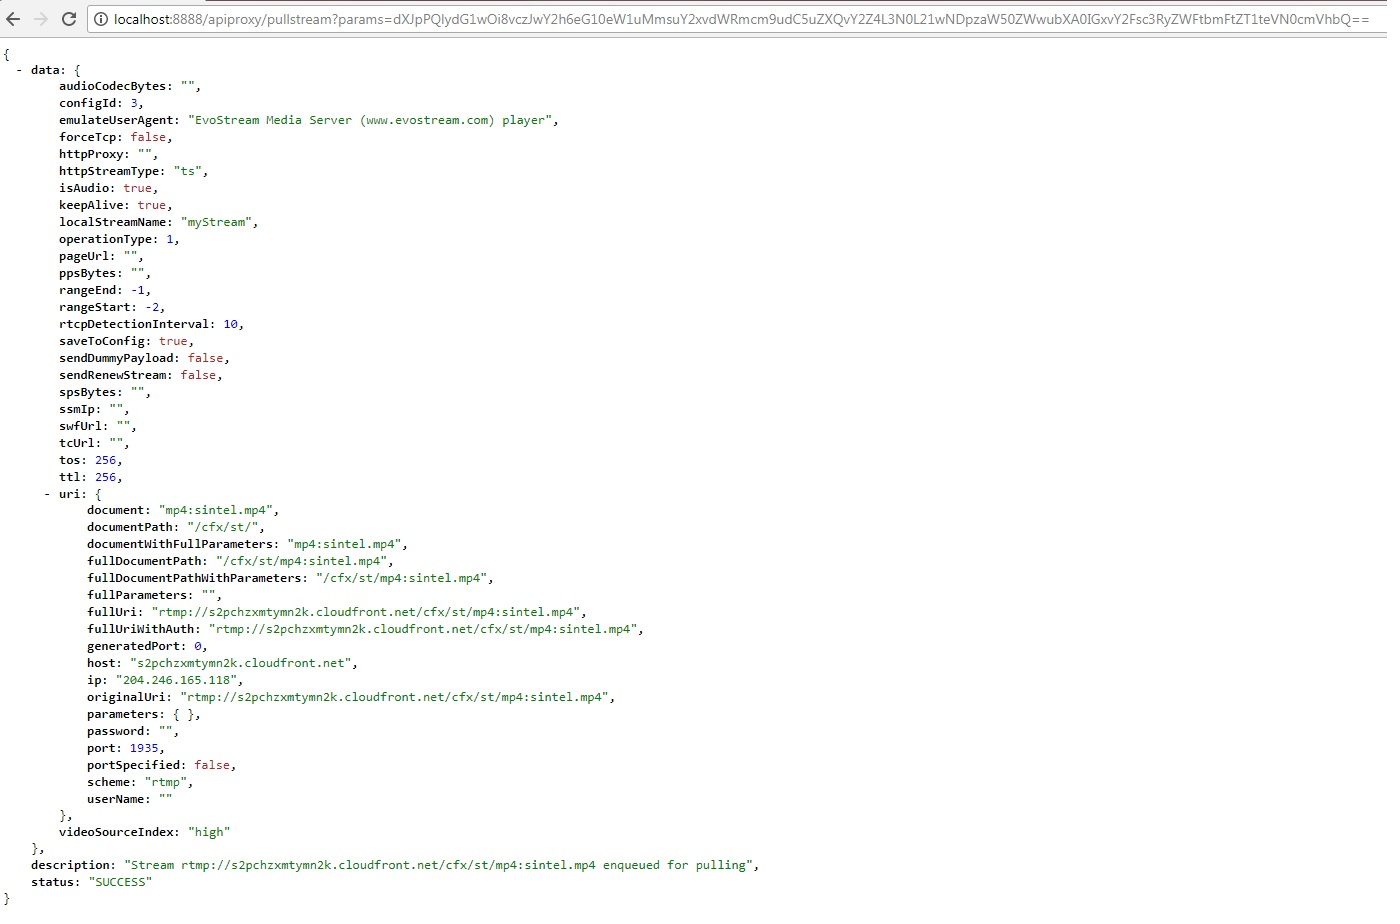 localhost:8888/apiproxy/pullstream?params=dXJpPQlydG1wOi8vczJwY2h6eG10eW1uMmsuY2xvdWRmcm9udC5uZXQvY2Z4L3N0L21wNDpzaW50ZWwubXA0IGxvY2Fsc3RyZWFtbmFtZT1teVN0cmVhbQ==
{
- data: {
audioCodecBytes: "",
configId: 3,
emulateUserAgent: "EvoStream Media Server (www.evostream.com) player",
forceTcp: false,
httpProxy: "",
httpStreamType: "ts",
isAudio: true,
keepAlive: true,
localStreamName: "myStream",
operationType: 1,
pageUrl: "",
ppsBytes: "",
rangeEnd: -1,
rangeStart: -2,
rtcpDetectionInterval: 10,
saveToConfig: true,
sendDummyPayload: false,
sendRenewStream: false,
spsBytes: "",
ssmIp: "",
swfUrl: "",
tcUrl: "",
tos: 256,
ttl: 256,
- uri: {
document: "mp4:sintel.mp4",
documentPath: "/cfx/st/",
documentWithFullParameters: "mp4:sintel.mp4",
fullDocumentPath: "/cfx/st/mp4:sintel.mp4",
fullDocumentPathWithParameters: "/cfx/st/mp4:sintel.mp4",
fullParameters: "",
fullUri: "rtmp://s2pchzxmtymn2k.cloudfront.net/cfx/st/mp4:sintel.mp4",
fullUriWithAuth: "rtmp://s2pchzxmtymn2k.cloudfront.net/cfx/st/mp4:sintel.mp4",
generatedPort: 0,
host: "s2pchzxmtymn2k.cloudfront.net",
ip: "204.246.165.118",
originalUri: "rtmp://s2pchzxmtymn2k.cloudfront.net/cfx/st/mp4:sintel.mp4",
parameters: { },
password: "",
port: 1935,
portSpecified: false,
scheme: "rtmp",
userName: ""
},
videoSourceIndex: "high"
},
description: "Stream rtmp://s2pchzxmtymn2k.cloudfront.net/cfx/st/mp4:sintel.mp4 enqueued for pulling",
status: "SUCCESS"
}